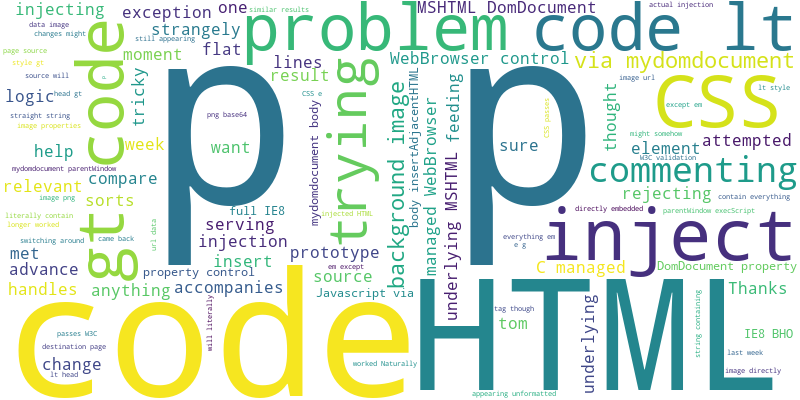 injecting
data image
changes might
exception
one
similar results
MSHTML DomDocument
actual injection
strangely
problem
code lt
page source
still appearing
flat
moment
style gt
code
lines
WebBrowser control
via mydomdocument
source will
head gt
tricky
result
CSS e
image url
lt style
logic
p
p
trying
background image
body insertAdjacentHTML
managed WebBrowser
feeding
thought
CSS
except em
straight string
image properties
png base64
CSS passes
might somehow
W3C validation
attempted
help
week
want
mydomdocument body
sure
element
mydomdocument parentWindow
compare
commenting
relevant
image png
sorts
full IE8
underlying MSHTML
rejecting
contain everything
literally contain
longer worked
gt
serving
injected HTML
directly embedded
parentWindow execScript
met
switching around
came back
uri data
injection
inject
everything em
e g
advance
insert
prototype
em except
handles
property control
source
C managed
DomDocument property
anything
accompanies
Javascript via
code
HTML
Thanks
will literally
tag though
tom
underlying
string containing
passes W3C
destination page
IE8 BHO
change
last week
lt head
worked Naturally
image directly
appearing unformatted